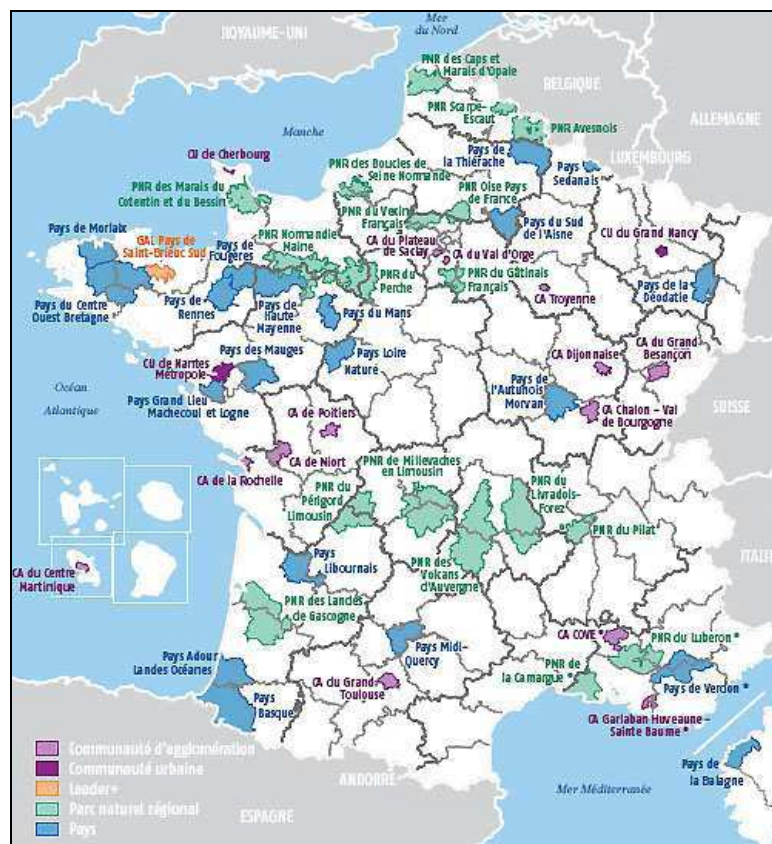 Mer
du Nord
ROYAUME-UNI
PNR des Caps et
Marais d'Opale
BELGIQUE
ALLEMAGNE
PNR Scarpe-
Escaut
PNR Avesnois
Manche
LUXEMBOURG
CU de Cherbourg
Pays de
la Thiérache
Pays
Sedanais
PNR des Boucles de
Seine Normande
PNR des Marais du
Cotentin et du Bessin
PNR Oise Pays
de France
PNR du Vexin
Français
Pays du Sud
de l'Aisne
CU du Grand Nancy
Pays de Morlaix
GAL Pays de
Saint-Brieuc Sud
Pays de
Fougères
PNR Normandie
Maine
CA du Plateau
de Saclay
CA du Val d'Orge
PNR du
Perche
PNR du Gâtinais
Français
CA Troyenne
Pays de la
Déodatie
Pays du Centre
Ouest Bretagne
Pays de
Rennes
Pays de
Haute
Mayenne
Pays du Mans
CU de Nantes
Métropole
Pays des Mauges
Pays Loire
Nature
CA Dijonnaise
CA du Grand
Besançon
Océan
Atlantique
Pays Grand Lieu
Machecoul et Logne
Pays de
l'Autunois
Morvan
CA Chalon – Val
de Bourgogne
SUISSE
CA de Poitiers
CA de la Rochelle
CA de Niort
PNR de Millevaches
en Limousin
PNR du
Périgord
Limousin
PNR du
Livradois-
Forez
PNR du Pilat
ITALIE
CA du Centre
Martinique
Pays
Libournais
PNR des
Volcans
d'Auvergne
PNR des Landes
de Gascogne
CA COVE *
PNR du Luberon *
Pays Adour
Landes Océanes
Pays Midi-
Quercy
PNR de
la Camargue *
Pays de Verdon *
CA du Grand
Toulouse
Pays
Basque
CA Garlaban Huveaune –
Sainte Baume *
Communauté d'agglomération
Communauté urbaine
Leader+
Parc naturel régional
Pays
ANDORRE
ESPAGNE
Mer Méditerranée
Pays de
la Balagne